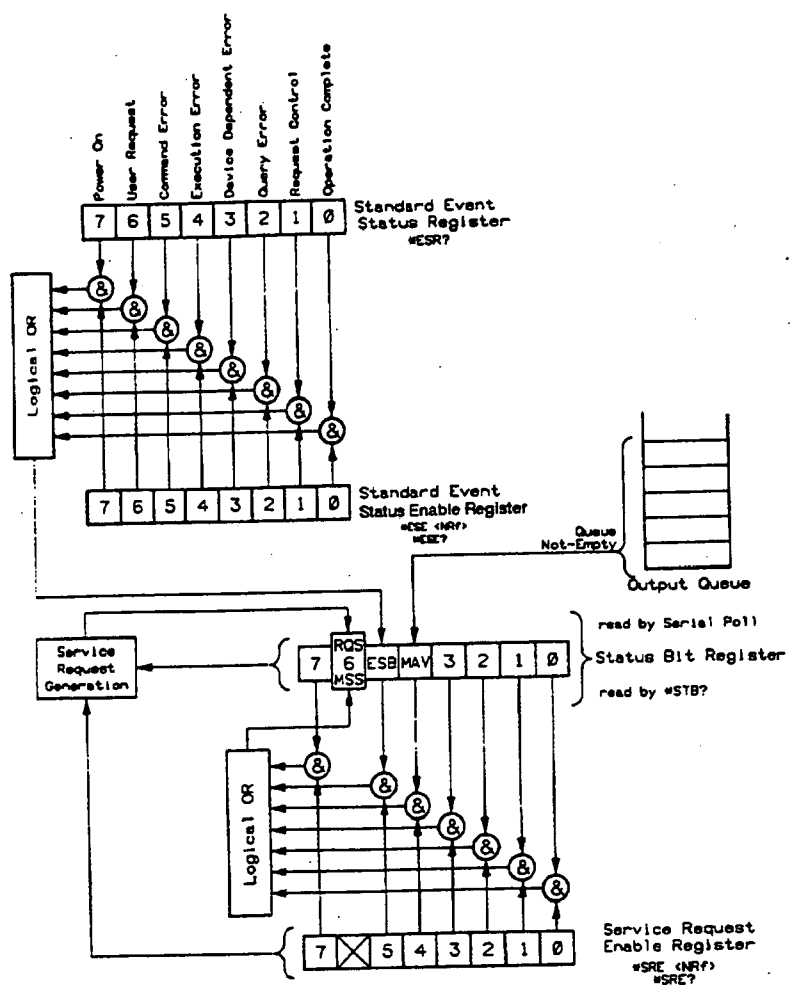 Power On
User Request
Command Error
Execution Error
Device Dependent Error
Query Error
Request Control
Operation Complete
7 6 5 4 3 2 1 0
Standard Event
Status Register
*ESR?
&
&
&
&
&
&
&
&
Logical OR
7 6 5 4 3 2 1 0
Standard Event
Status Enable Register
*ESE <NRf>
*ESE?
Queue
Not-Empty
Output Queue
Service
Request
Generation
7
RQS
6
MSS
ESB MAV 3 2 1 0
read by Serial Poll
Status Bit Register
read by *STB?
&
&
&
&
&
&
&
Logical OR
7 5 4 3 2 1 0
Service Request
Enable Register
*SRE <NRf>
*SRE?